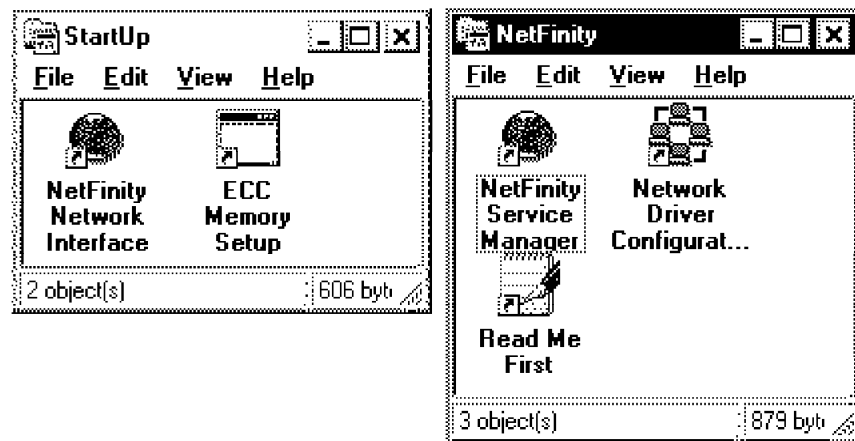 StartUp
File Edit View Help
NetFinity
Network
Interface
ECC
Memory
Setup
2 object(s)
606 byt
NetFinity
File Edit View Help
NetFinity
Service
Manager
Network
Driver
Configurat...
Read Me
First
3 object(s)
879 byt